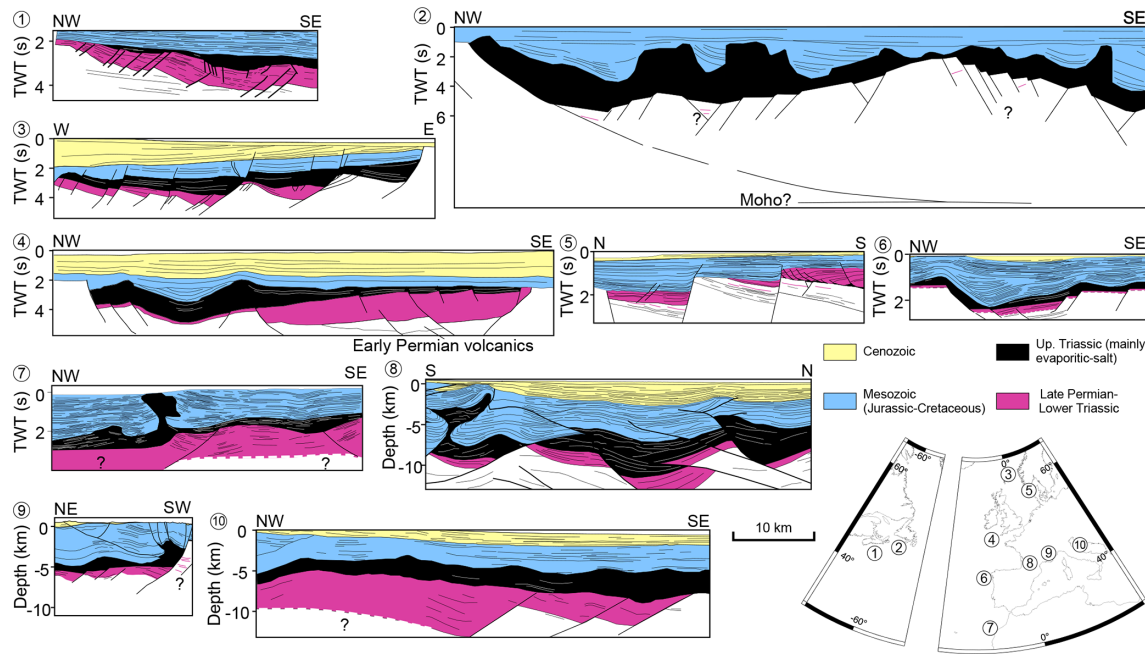 ① NW SE
TWT (s)
2
4
② NW SE
TWT (s)
0
2
4
6
? ?
Moho?
③ W E
TWT (s)
0
2
4
④ NW SE
TWT (s)
0
2
4
Early Permian volcanics
⑤ N S
TWT (s)
0
2
⑥ NW SE
TWT (s)
0
2
Cenozoic
Up. Triassic (mainly
evaporitic-salt)
Mesozoic
(Jurassic-Cretaceous)
Late Permian-
Lower Triassic
⑦ NW SE
TWT (s)
0
2
? ?
⑧ S N
Depth (km)
0
-5
-10
⑨ NE SW
Depth (km)
0
-5
-10
?
⑩ NW SE
Depth (km)
0
-5
-10
?
10 km
-60°
60°
40°
-60°
① ②
0°
60°
40°
0°
③ ⑤ ④ ⑧ ⑨ ⑩ ⑥ ⑦